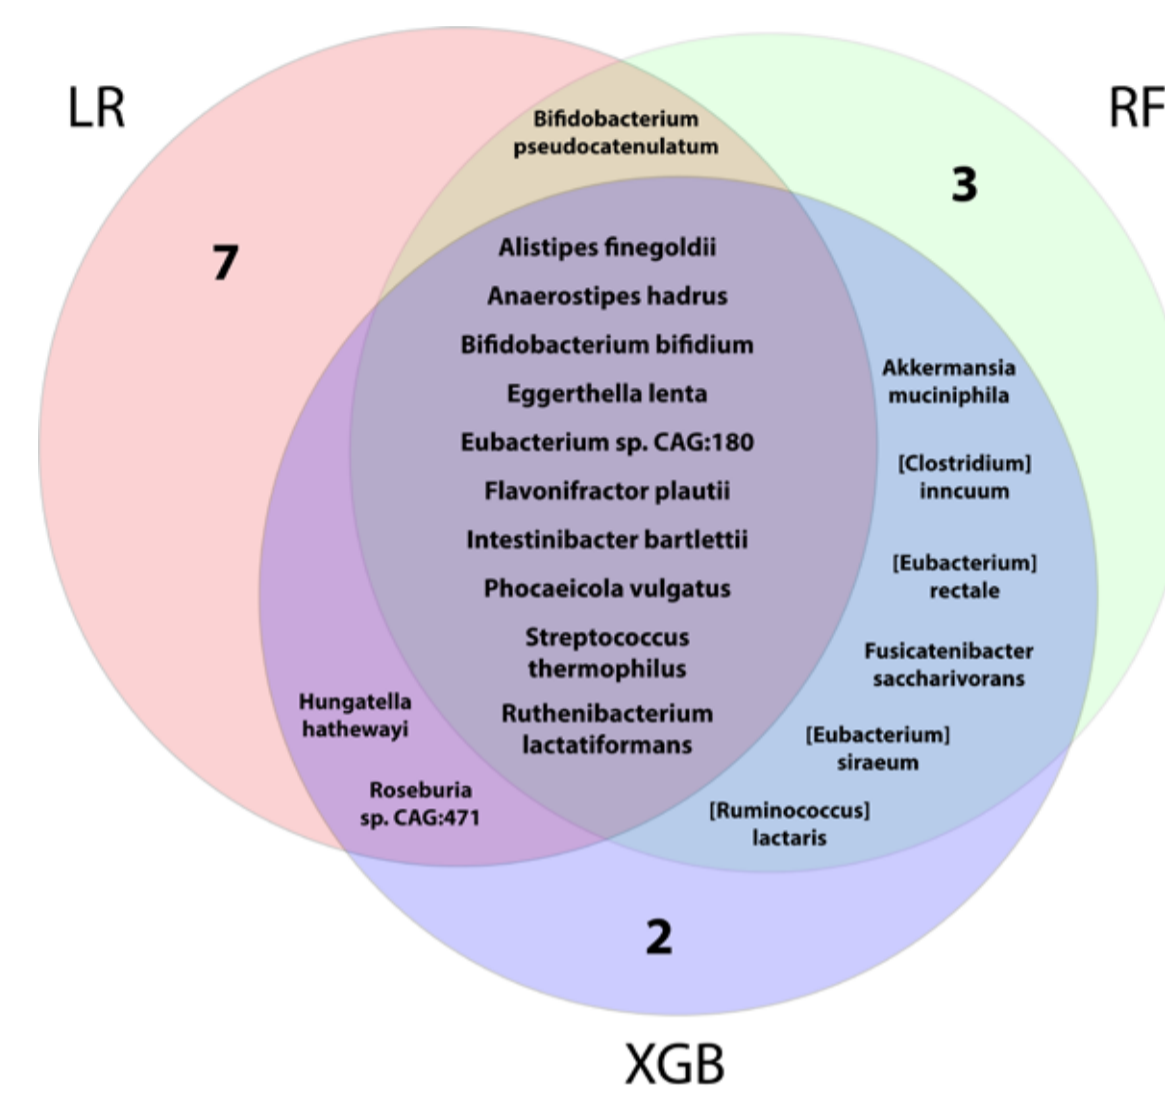 LR
RF
Bifidobacterium
pseudocatenulatum
3
7
Alistipes finegoldii
Anaerostipes hadrus
Bifidobacterium bifidium
Eggerthella lenta
Eubacterium sp. CAG:180
Flavonifractor plautii
Intestinibacter bartlettii
Phocaeicola vulgatus
Streptococcus
thermophilus
Ruthenibacterium
lactatiformans
Akkermansia
muciniphila
[Clostridium]
inncuum
[Eubacterium]
rectale
Fusicatenibacter
saccharivorans
[Eubacterium]
siraeum
[Ruminococcus]
lactaris
Hungatella
hathewayi
Roseburia
sp. CAG:471
2
XGB